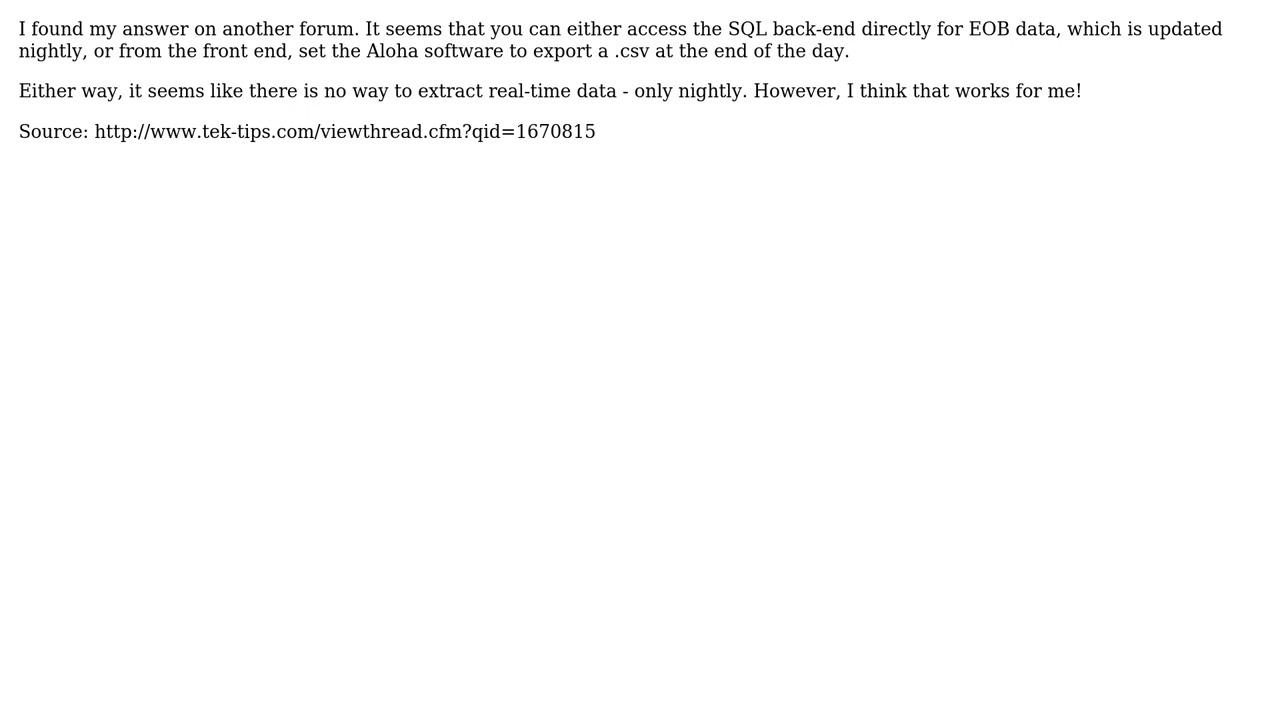 I found my answer on another forum. It seems that you can either access the SQL back-end directly for EOB data, which is updated
nightly, or from the front end, set the Aloha software to export a .csv at the end of the day.
Either way, it seems like there is no way to extract real-time data - only nightly. However, I think that works for me!
Source: http://www.tek-tips.com/viewthread.cfm?qid=1670815